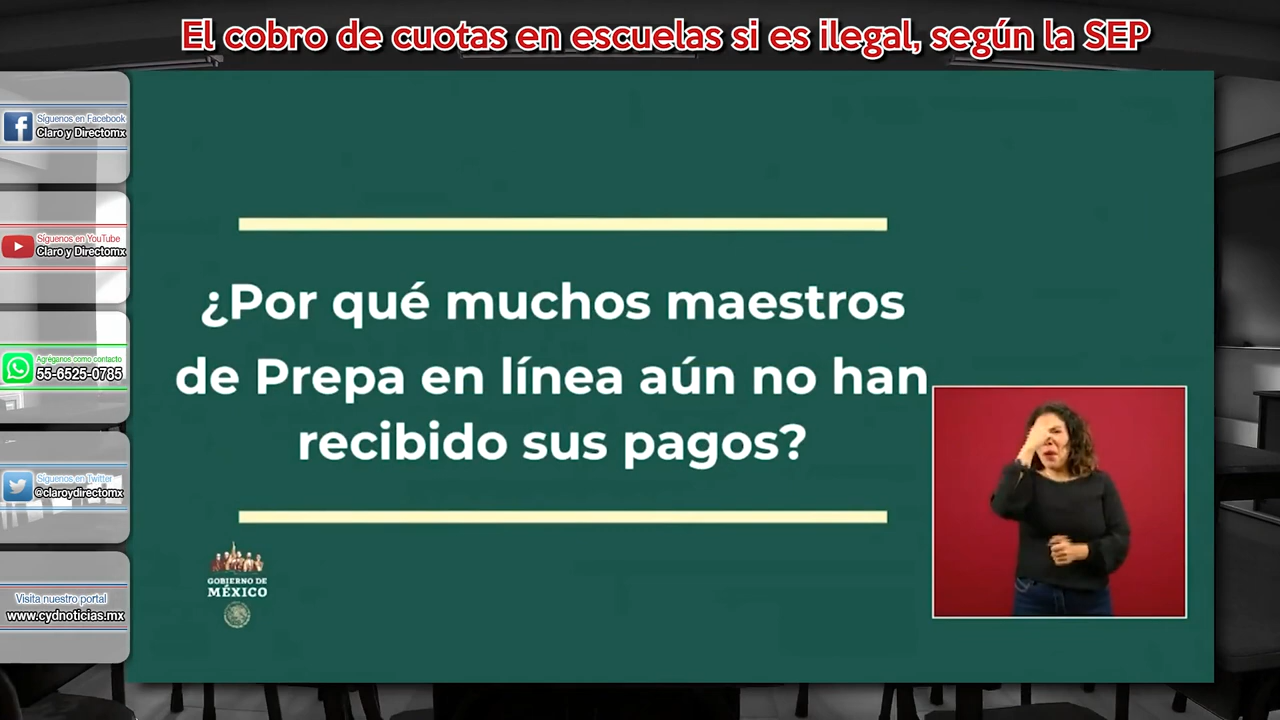 El cobro de cuotas en escuelas si es ilegal, según la SEP
Síguenos en Facebook
Claro y Directomx
Síguenos en YouTube
Claro y Directomx
Agréganos como contacto
55-6525-0785
Síguenos en Twitter
@claroydirectomx
Visita nuestro portal
www.cydnoticias.mx
¿Por qué muchos maestros
de Prepa en línea aún no han
recibido sus pagos?
GOBIERNO DE
MÉXICO